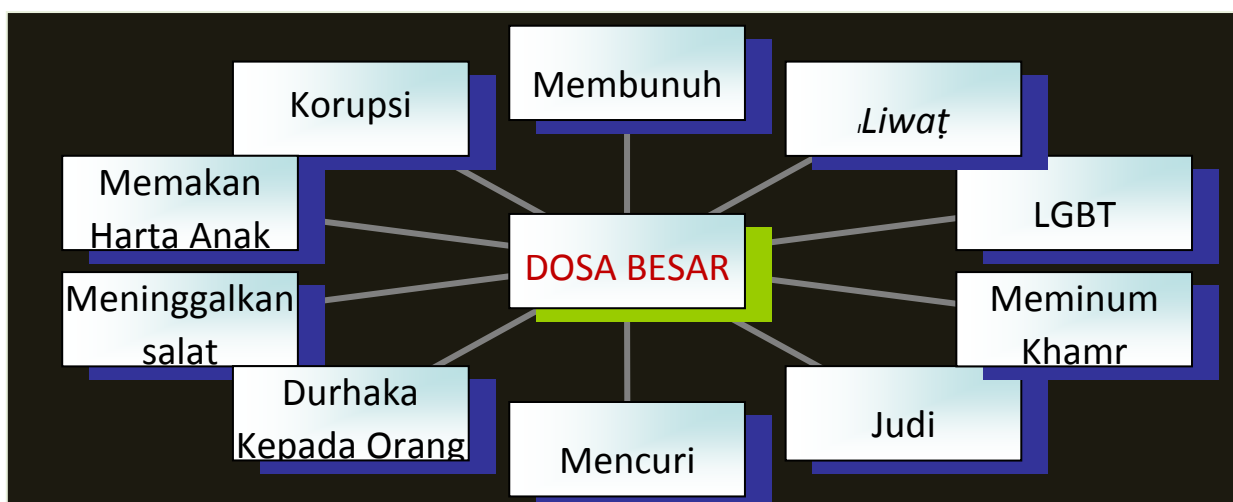 Membunuh
Liwaṭ
LGBT
Meminum
Khamr
Judi
Mencuri
Durhaka
Kepada Orang
Meninggalkan
salat
Memakan
Harta Anak
Korupsi
DOSA BESAR